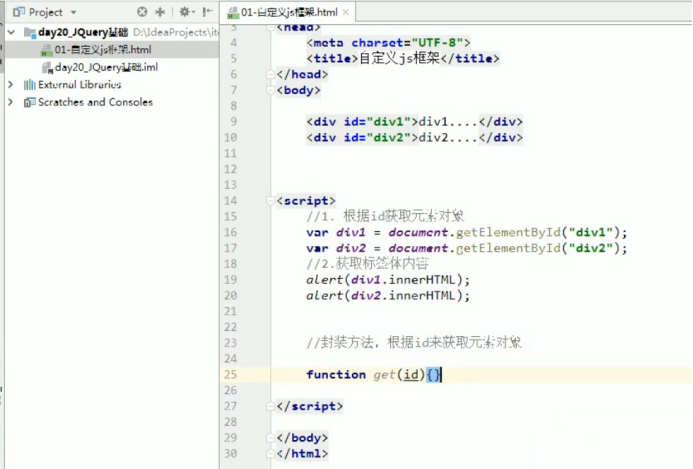 Project
01-自定义js框架.html
day20_JQuery基础 D:\IdeaProjects\it
01-自定义js框架.html
day20_JQuery基础.iml
External Libraries
Scratches and Consoles
3 <head>
4 <meta charset="UTF-8">
5 <title>自定义js框架</title>
6 </head>
7 <body>
8
9 <div id="div1">div1....</div>
10 <div id="div2">div2....</div>
11
12
13
14 <script>
15 //1. 根据id获取元素对象
16 var div1 = document.getElementById("div1");
17 var div2 = document.getElementById("div2");
18 //2.获取标签体内容
19 alert(div1.innerHTML);
20 alert(div2.innerHTML);
21
22
23 //封装方法，根据id来获取元素对象
24
25 function get(id){}
26
27 </script>
28
29 </body>
30 </html>